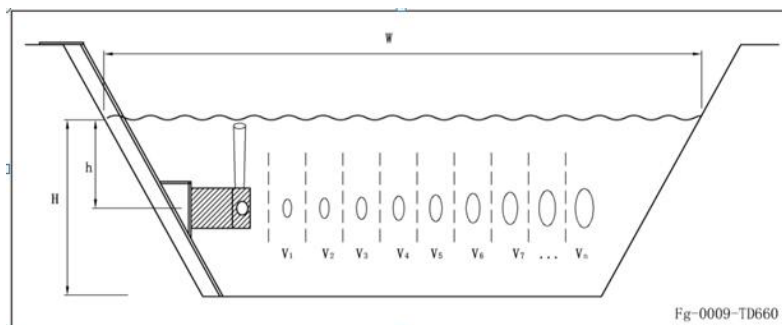 W
h
H
V₁ V₂ V₃ V₄ V₅ V₆ V₇ ... Vₙ
Fg-0009-TD660